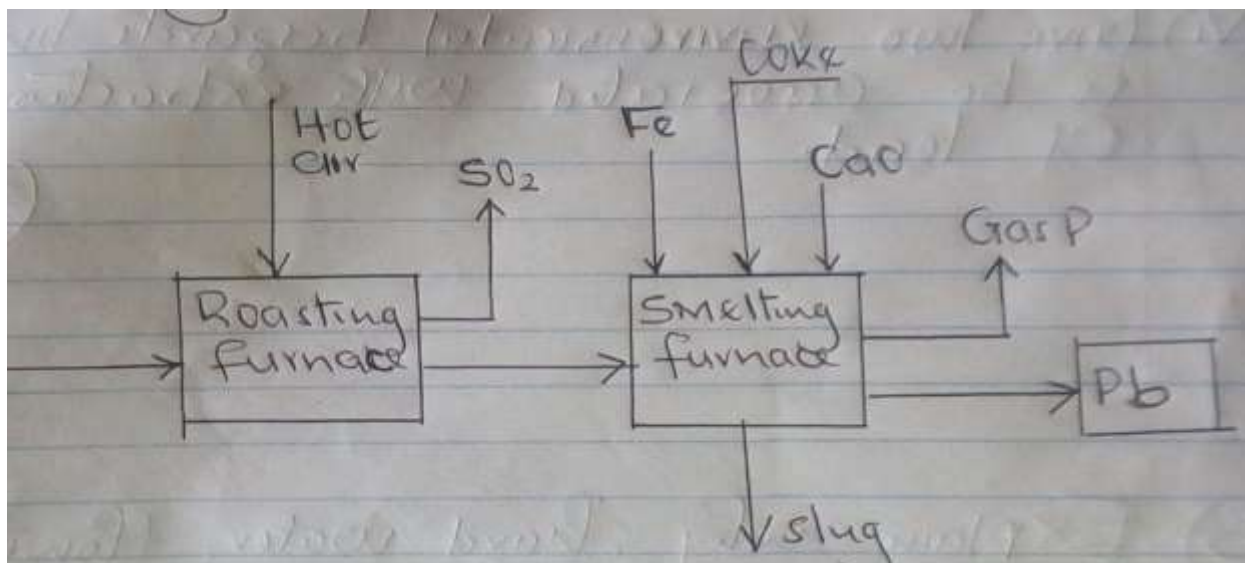 Coke
Hot
air
Fe
SO₂
CaO
Gas P
Roasting
furnace
Smelting
furnace
Pb
Slug